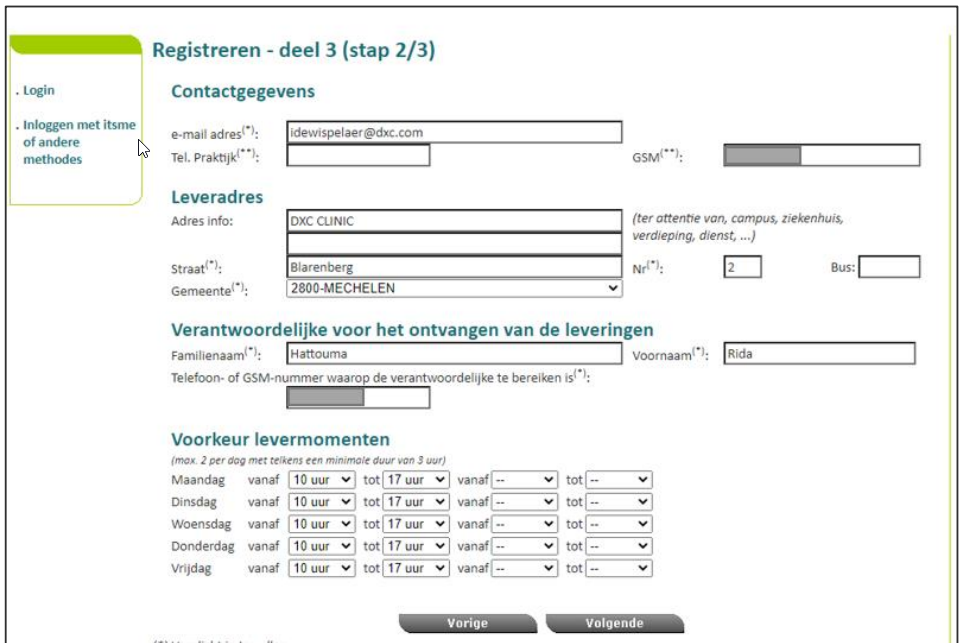 Registreren - deel 3 (stap 2/3)
. Login
. Inloggen met itsme
of andere
methodes
Contactgegevens
e-mail adres(*): idewispelaer@dxc.com
Tel. Praktijk(**): GSM(**):
Leveradres
Adres info: DXC CLINIC (ter attentie van, campus, ziekenhuis,
verdieping, dienst, ...)
Straat(*): Blarenberg Nr(*): 2 Bus:
Gemeente(*): 2800-MECHELEN
Verantwoordelijke voor het ontvangen van de leveringen
Familienaam(*): Hattouma Voornaam(*): Rida
Telefoon- of GSM-nummer waarop de verantwoordelijke te bereiken is(*):
Voorkeur levermomenten
(max. 2 per dag met telkens een minimale duur van 3 uur)
Maandag vanaf 10 uur tot 17 uur vanaf -- tot --
Dinsdag vanaf 10 uur tot 17 uur vanaf -- tot --
Woensdag vanaf 10 uur tot 17 uur vanaf -- tot --
Donderdag vanaf 10 uur tot 17 uur vanaf -- tot --
Vrijdag vanaf 10 uur tot 17 uur vanaf -- tot --
Vorige Volgende